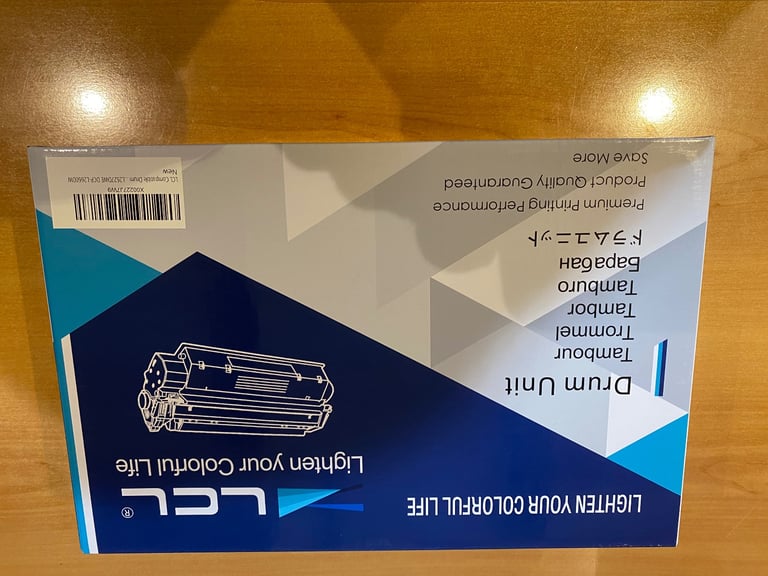 LIGHTEN YOUR COLORFUL LIFE
LCL®
Lighten your Colorful Life
Drum Unit
Tambour
Trommel
Tambor
Tamburo
Барабан
ドラムユニット
Premium Printing Performance
Product Quality Guaranteed
Save More
X00227J7W9
LCL Compatible Drum
New